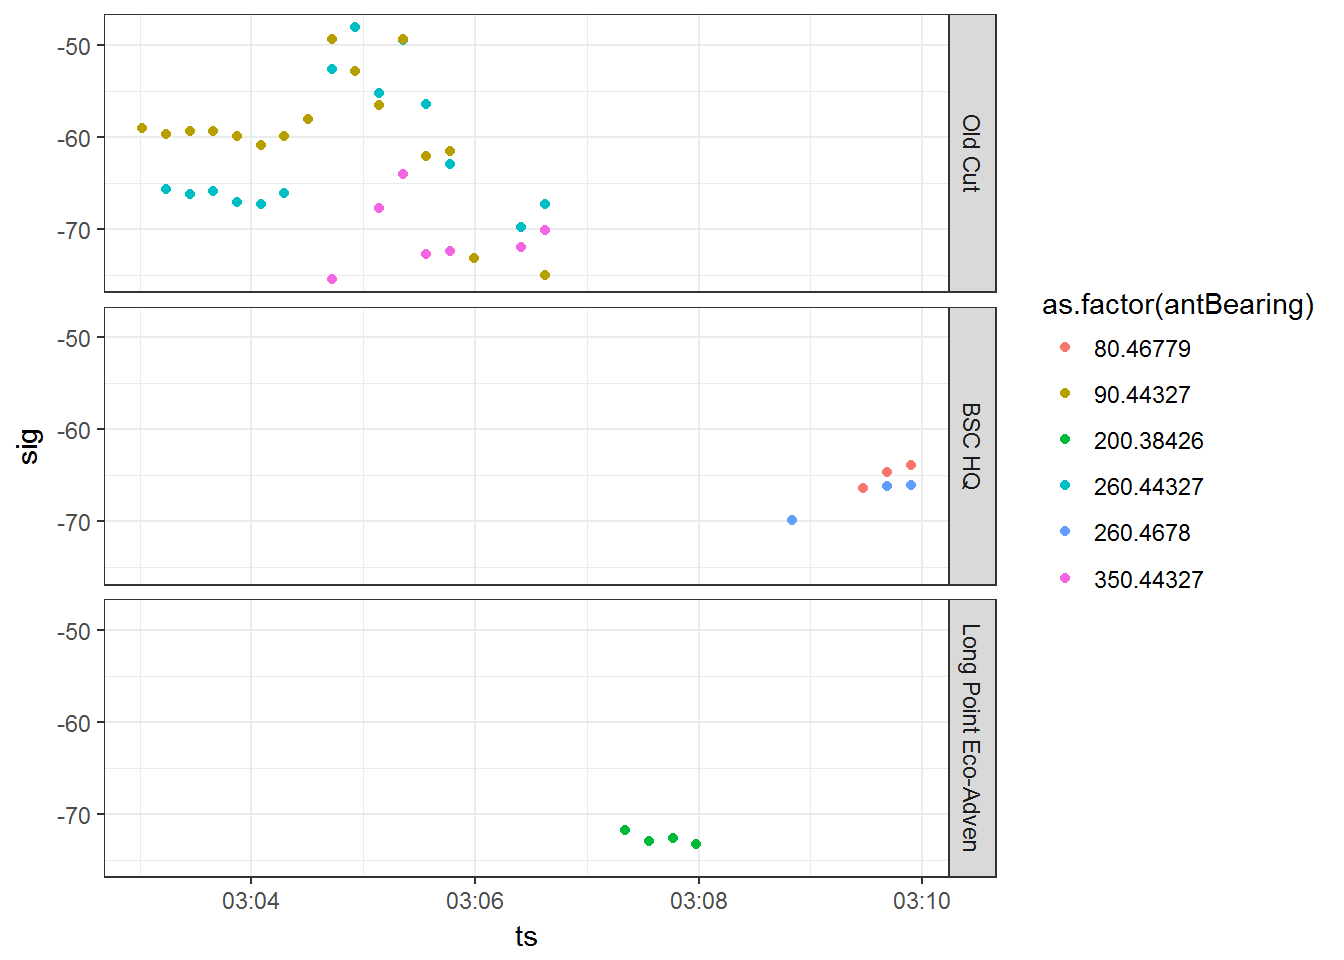 -50
-60
-70
Old Cut
-50
-60
-70
BSC HQ
-50
-60
-70
Long Point Eco-Adven
03:04 03:06 03:08 03:10
ts
sig
as.factor(antBearing)
80.46779
90.44327
200.38426
260.44327
260.4678
350.44327